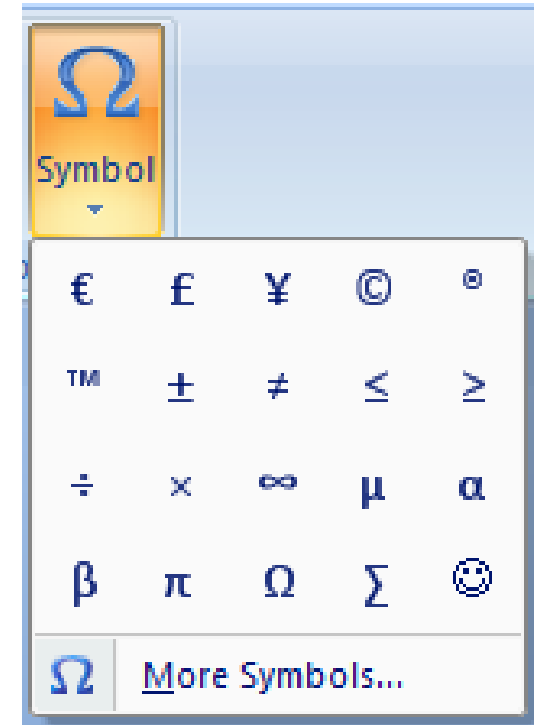 Ω
Symbol
€ £ ¥ © ®
™ ± ≠ ≤ ≥
÷ × ∞ µ α
β π Ω ∑ ☺
Ω More Symbols...